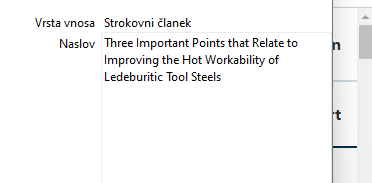 Vrsta vnosa Strokovni članek
Naslov Three Important Points that Relate to
Improving the Hot Workability of
Ledeburitic Tool Steels